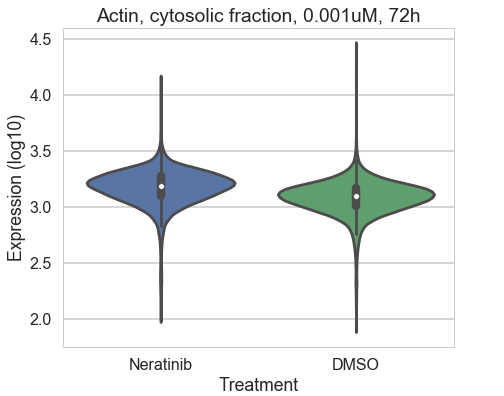 Actin, cytosolic fraction, 0.001uM, 72h
4.5
4.0
3.5
3.0
2.5
2.0
Expression (log10)
Neratinib DMSO
Treatment